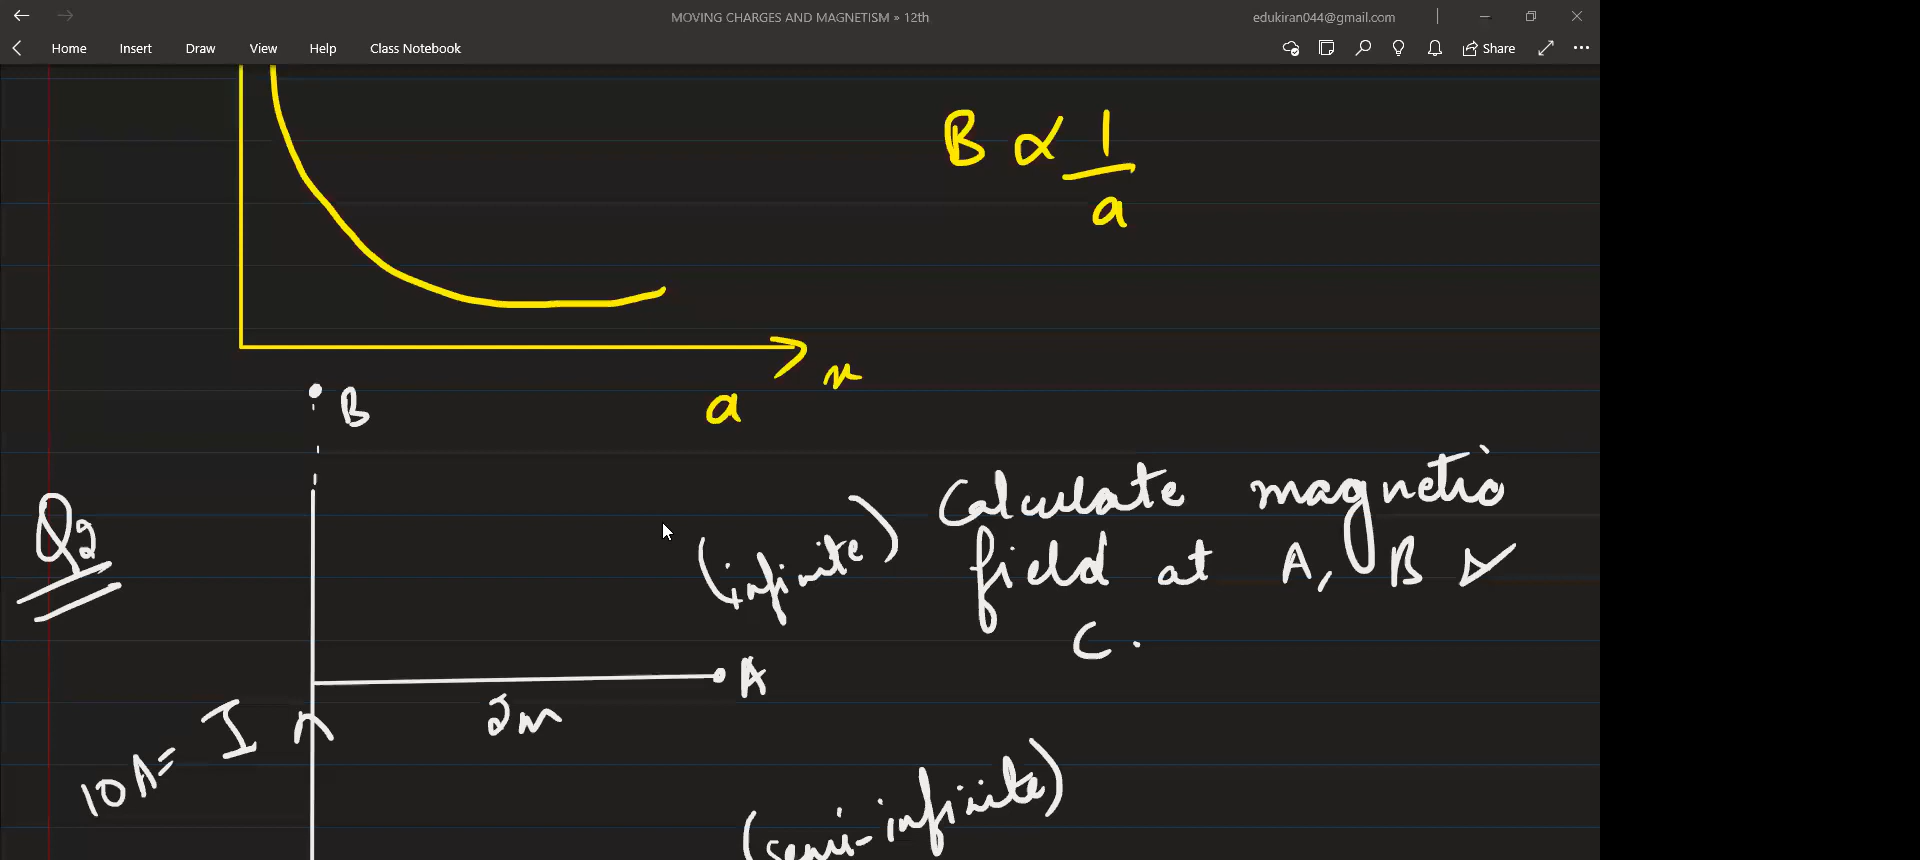 MOVING CHARGES AND MAGNETISM » 12th
edukiran044@gmail.com
Home Insert Draw View Help Class Notebook
Share
B ∝ 1/a
x
a
B
Q2
(infinite) Calculate magnetic
field at A, B &
C.
A
2m
10A = I
(semi-infinite)